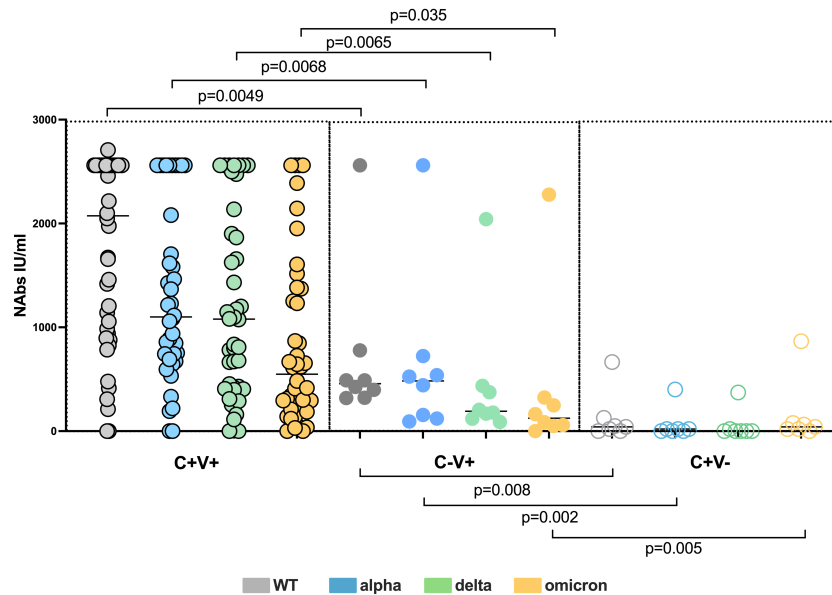 p=0.035
p=0.0065
p=0.0068
p=0.0049
3000
2000
1000
0
NAbs IU/ml
C+V+ C-V+ C+V-
p=0.008
p=0.002
p=0.005
WT alpha delta omicron